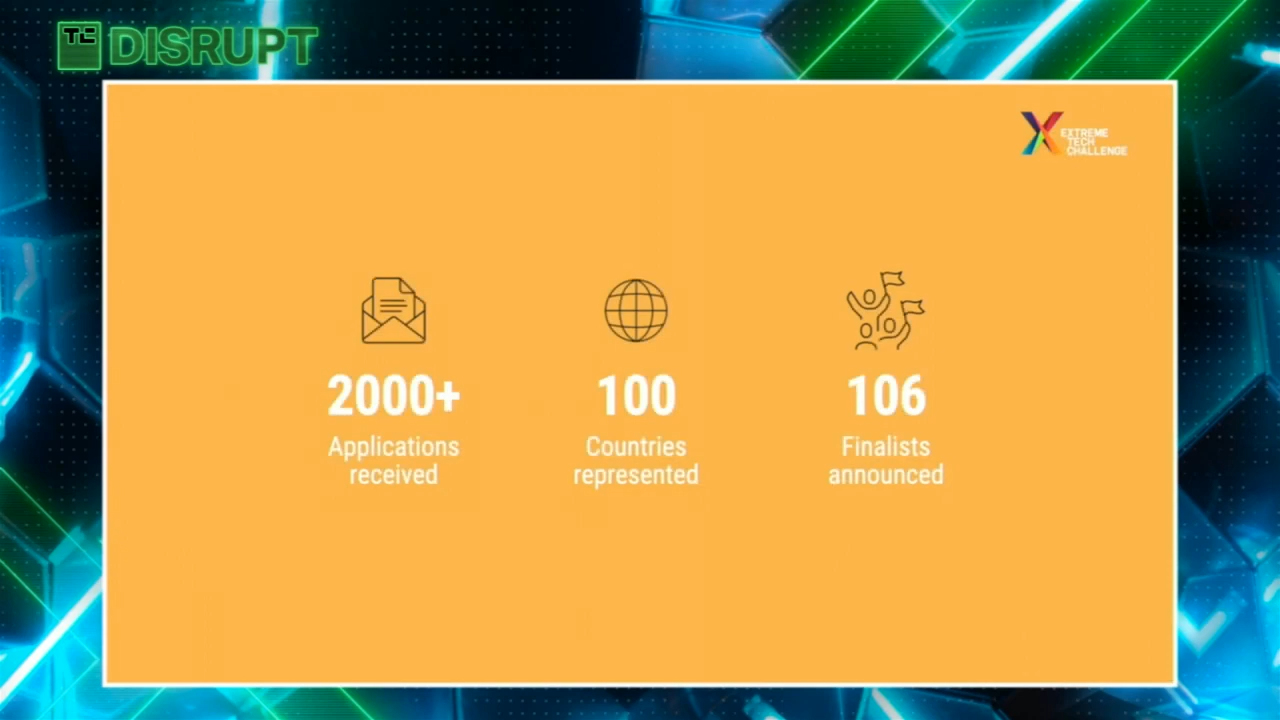 TC DISRUPT
EXTREME
TECH
CHALLENGE
2000+
Applications
received
100
Countries
represented
106
Finalists
announced